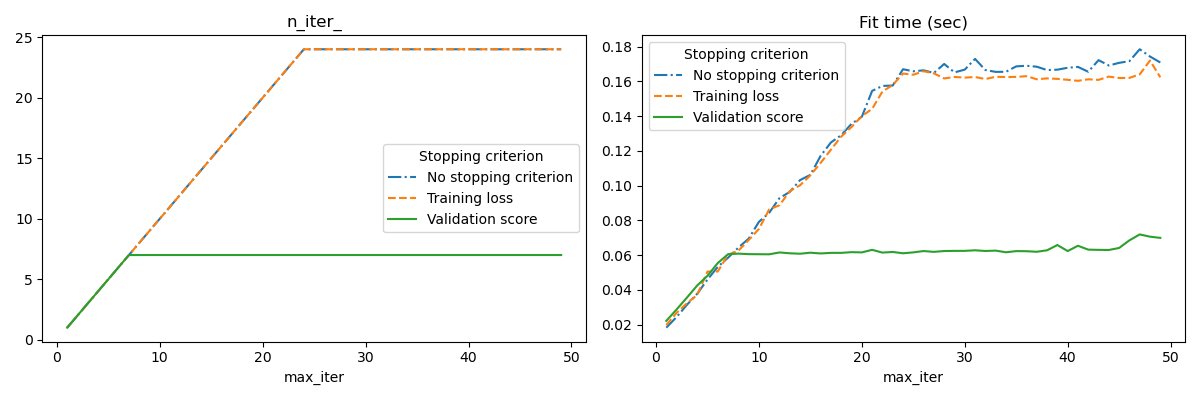 n_iter_
25
20
15
10
5
0
Stopping criterion
No stopping criterion
Training loss
Validation score
0 10 20 30 40 50
max_iter
Fit time (sec)
0.18
0.16
0.14
0.12
0.10
0.08
0.06
0.04
0.02
Stopping criterion
No stopping criterion
Training loss
Validation score
0 10 20 30 40 50
max_iter